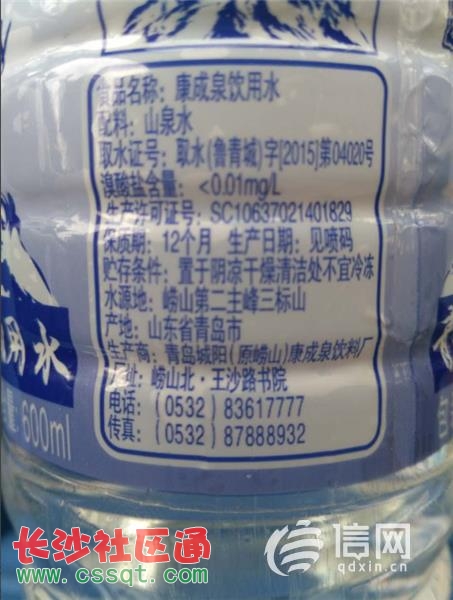 食品名称：康成泉饮用水
配料：山泉水
取水证号：取水(鲁青城)字[2015]第04020号
溴酸盐含量：<0.01mg/L
生产许可证号：SC10637021401829
保质期：12个月 生产日期：见喷码
贮存条件：置于阴凉干燥清洁处不宜冷冻
水源地：崂山第二主峰三标山
产地：山东省青岛市
生产商：青岛城阳（原崂山）康成泉饮料厂
地址：崂山北·王沙路书院
电话：（0532）83617777
传真：（0532）87888932
用水
量：600ml
长沙社区通
www.cssqt.com
信网
qdxin.cn